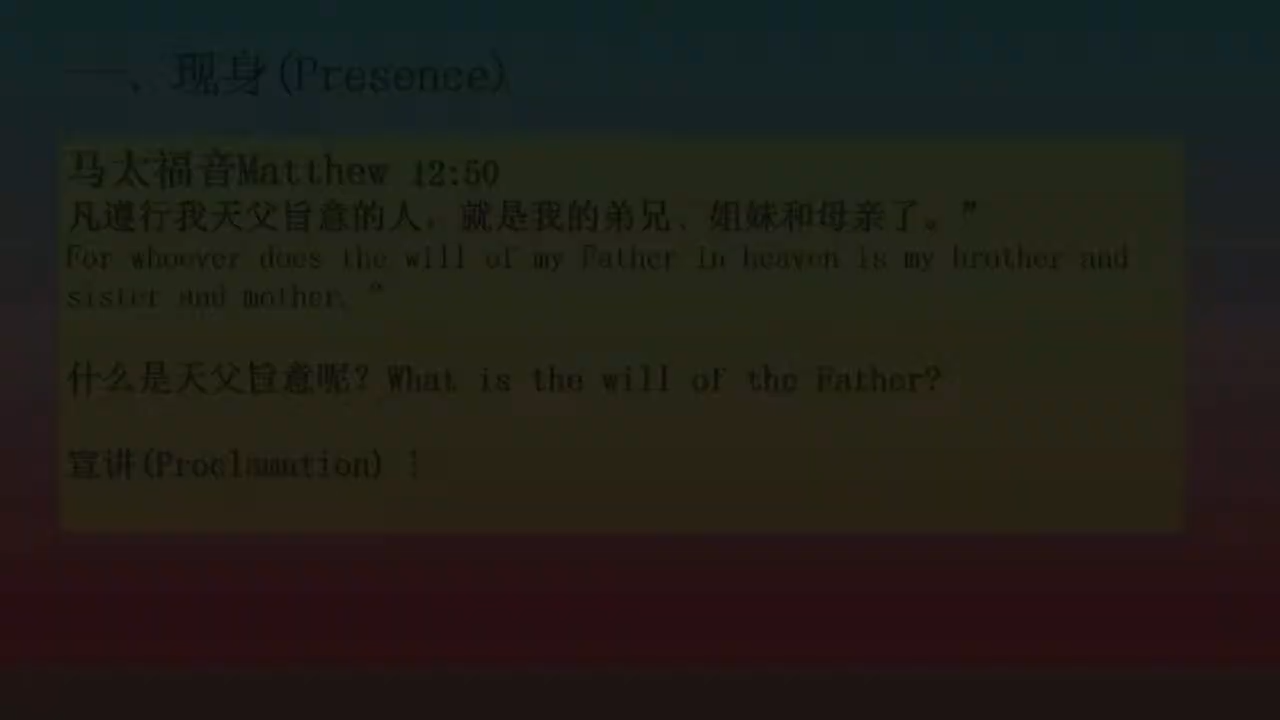 一、现身(Presence)
马太福音Matthew 12:50
凡遵行我天父旨意的人，就是我的弟兄、姐妹和母亲了。”
For whoever does the will of my Father in heaven is my brother and
sister and mother.”
什么是天父旨意呢？What is the will of the Father?
宣讲(Proclamation) !